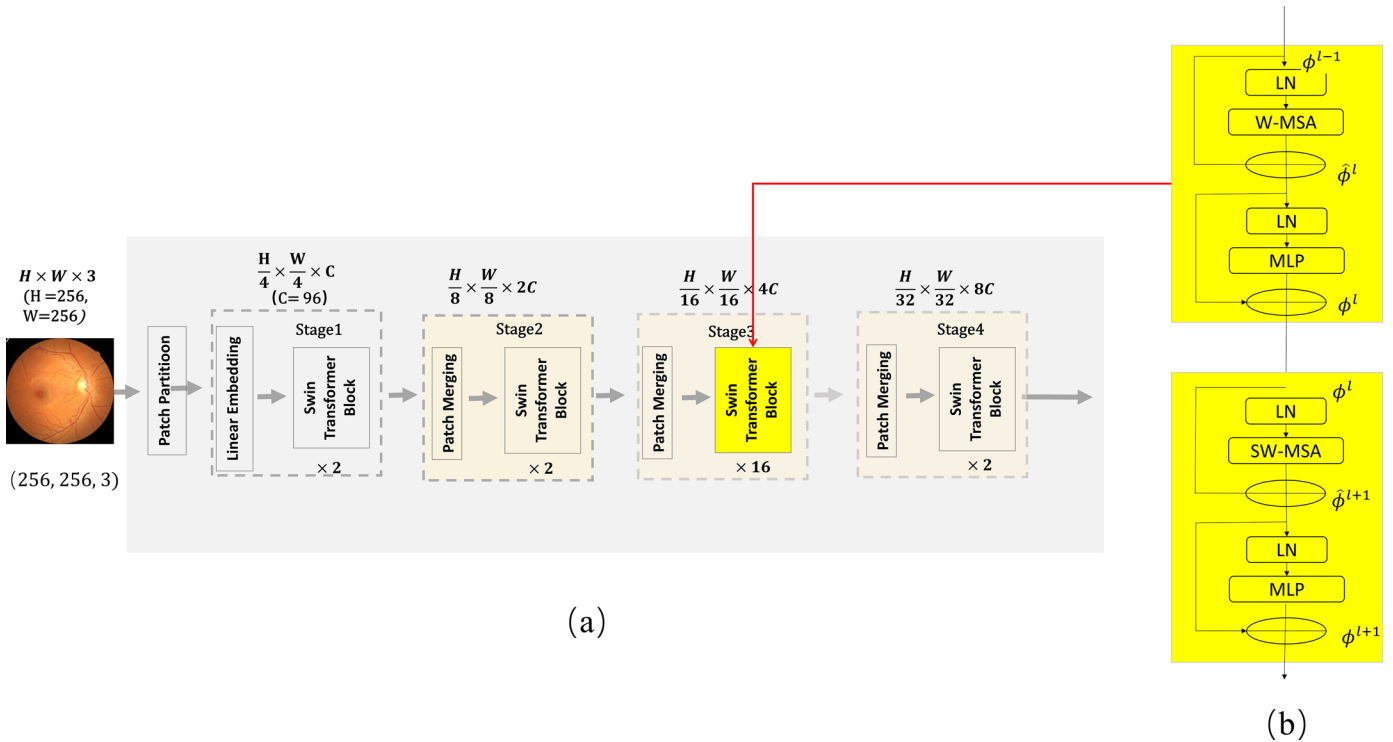 H × W × 3
(H =256,
W=256)
(256, 256, 3)
Patch Partitioon
H/4 × W/4 × C
(C= 96)
Stage1
Linear Embedding
Swin
Transformer
Block
× 2
H/8 × W/8 × 2C
Stage2
Patch Merging
Swin
Transformer
Block
× 2
H/16 × W/16 × 4C
Stage3
Patch Merging
Swin
Transformer
Block
× 16
H/32 × W/32 × 8C
Stage4
Patch Merging
Swin
Transformer
Block
× 2
(a)
ϕ^{l−1}
LN
W-MSA
ϕ̂^{l}
LN
MLP
ϕ^{l}
ϕ^{l}
LN
SW-MSA
ϕ̂^{l+1}
LN
MLP
ϕ^{l+1}
(b)